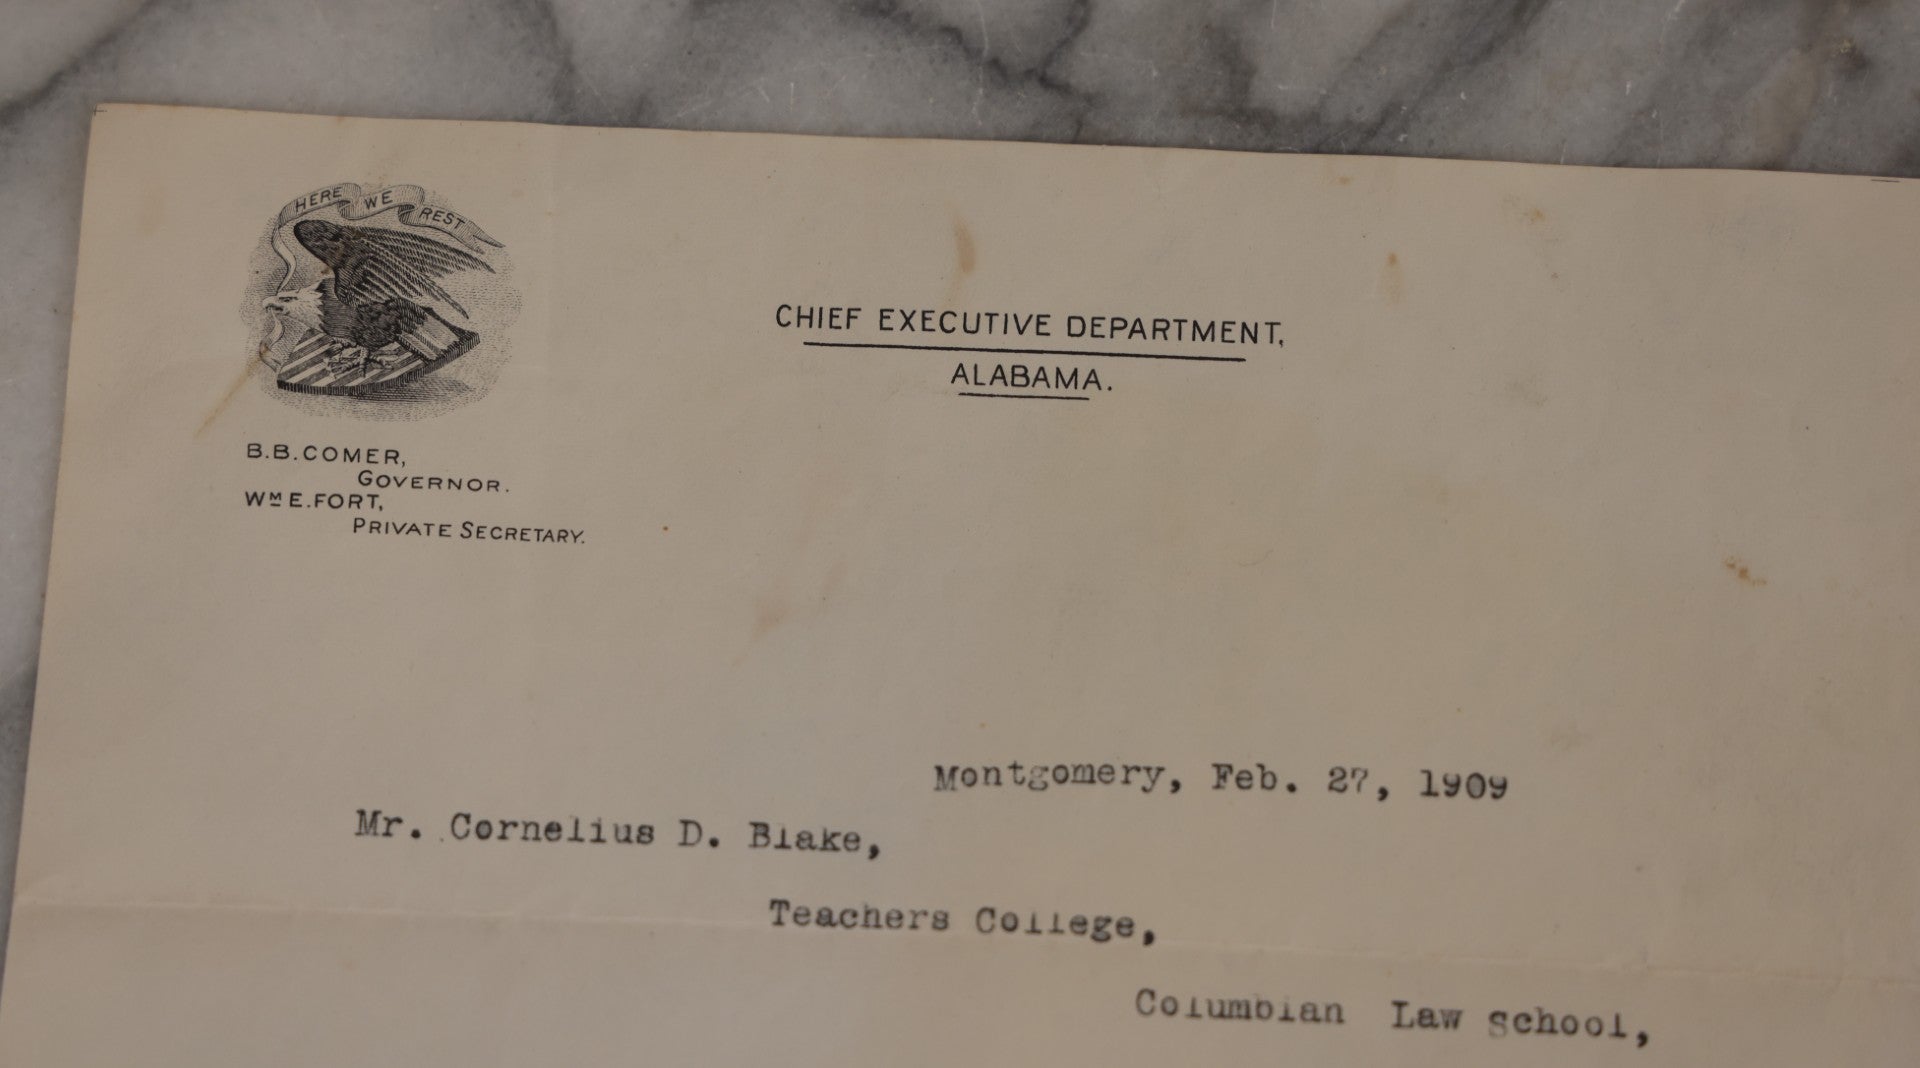 HERE WE REST
CHIEF EXECUTIVE DEPARTMENT,
ALABAMA.
B.B. COMER,
GOVERNOR.
WM E. FORT,
PRIVATE SECRETARY.
Montgomery, Feb. 27, 1909
Mr. Cornelius D. Blake,
Teachers College,
Columbian Law school,